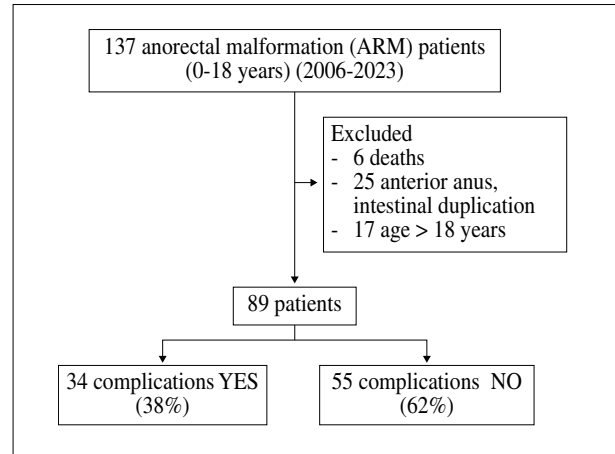 137 anorectal malformation (ARM) patients
(0-18 years) (2006-2023)
Excluded
- 6 deaths
- 25 anterior anus,
intestinal duplication
- 17 age > 18 years
89 patients
34 complications YES
(38%)
55 complications NO
(62%)